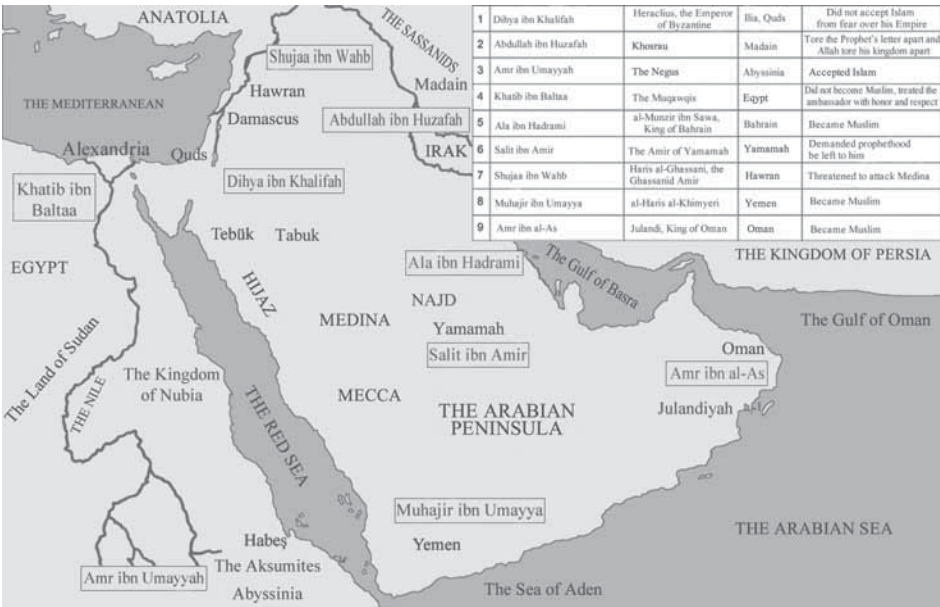 ANATOLIA
THE SASSANIDS
Shujaa ibn Wahb
Hawran
Madain
THE MEDITERRANEAN
Damascus
Abdullah ibn Huzafah
Alexandria
Quds
IRAK
Khatib ibn
Baltaa
Dihya ibn Khalifah
1 Dihya ibn Khalifah Heraclius, the Emperor
of Byzantine Ilia, Quds Did not accept Islam
from fear over his Empire
2 Abdullah ibn Huzafah Khosrau Madain Tore the Prophet's letter apart and
Allah tore his kingdom apart
3 Amr ibn Umayyah The Negus Abyssinia Accepted Islam
4 Khatib ibn Baltaa The Muqawqis Eqypt Did not become Muslim, treated the
ambassador with honor and respect
5 Ala ibn Hadrami al-Munzir ibn Sawa,
King of Bahrain Bahrain Became Muslim
6 Salit ibn Amir The Amir of Yamamah Yamamah Demanded prophethood
be left to him
7 Shujaa ibn Wahb Haris al-Ghassani, the
Ghassanid Amir Hawran Threatened to attack Medina
8 Muhajir ibn Umayya al-Haris al-Khimyeri Yemen Became Muslim
9 Amr ibn al-As Julandi, King of Oman Oman Became Muslim
Tebük
Tabuk
EGYPT
Ala ibn Hadrami
The Gulf of Basra
THE KINGDOM OF PERSIA
HIJAZ
NAJD
MEDINA
Yamamah
Salit ibn Amir
The Gulf of Oman
Oman
Amr ibn al-As
The Land of Sudan
THE NILE
The Kingdom
of Nubia
THE RED SEA
MECCA
THE ARABIAN
PENINSULA
Julandiyah
Muhajir ibn Umayya
Yemen
THE ARABIAN SEA
Habeş
Amr ibn Umayyah
The Aksumites
Abyssinia
The Sea of Aden